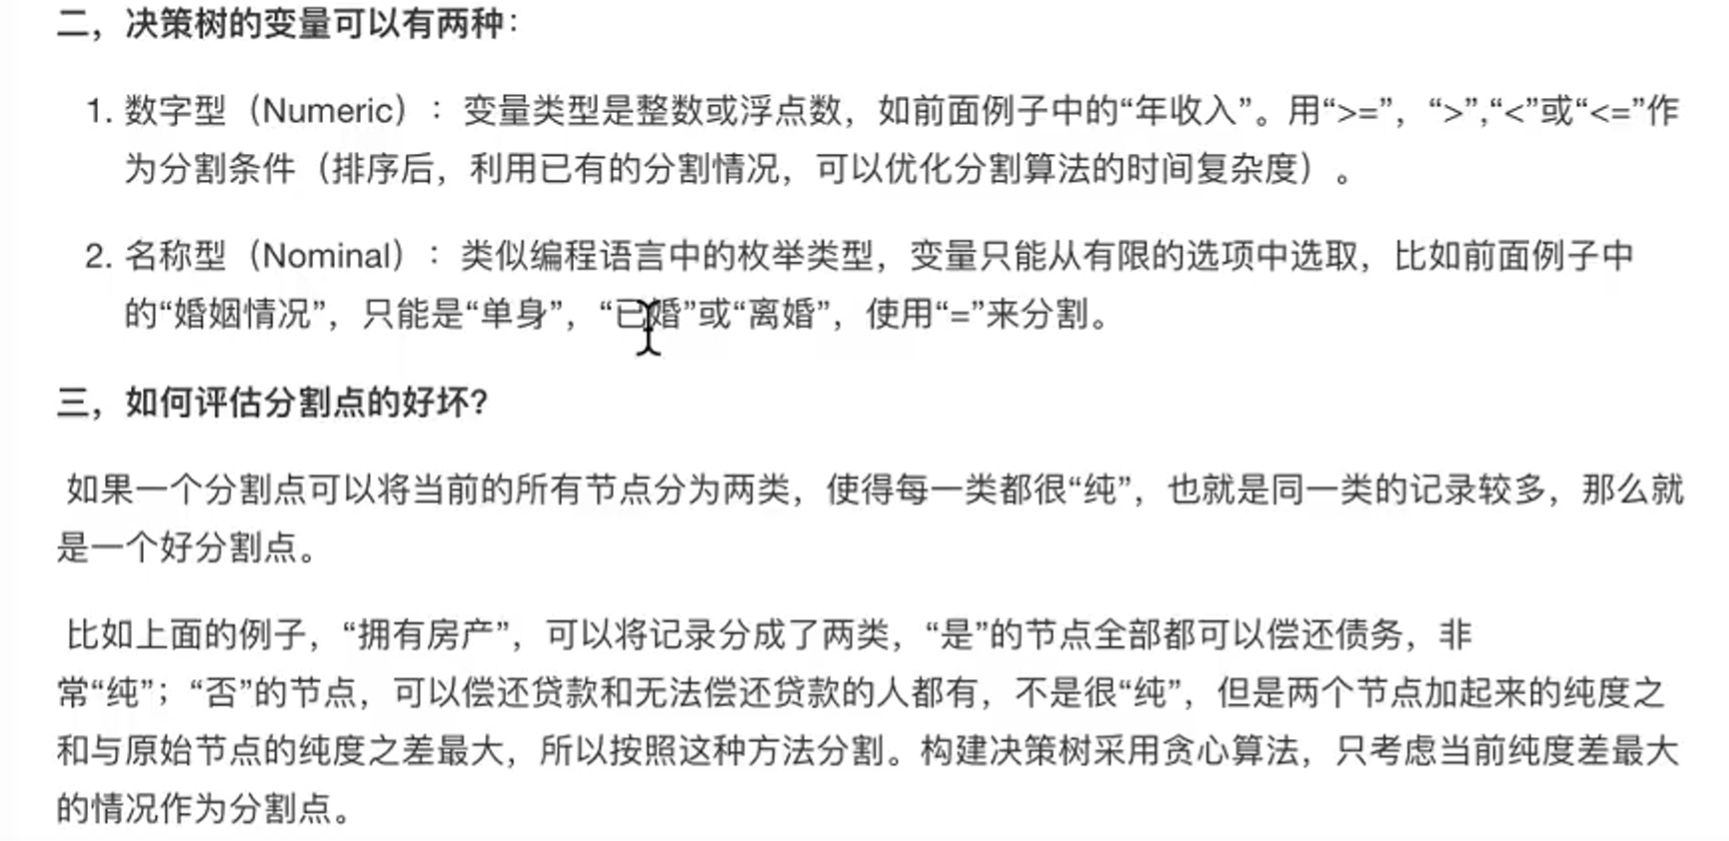 二，决策树的变量可以有两种：
1. 数字型（Numeric）：变量类型是整数或浮点数，如前面例子中的“年收入”。用“>=”，“>”,“<”或“<=”作
为分割条件（排序后，利用已有的分割情况，可以优化分割算法的时间复杂度）。
2. 名称型（Nominal）：类似编程语言中的枚举类型，变量只能从有限的选项中选取，比如前面例子中
的“婚姻情况”，只能是“单身”，“已婚”或“离婚”，使用“=”来分割。
三，如何评估分割点的好坏?
如果一个分割点可以将当前的所有节点分为两类，使得每一类都很“纯”，也就是同一类的记录较多，那么就
是一个好分割点。
比如上面的例子，“拥有房产”，可以将记录分成了两类，“是”的节点全部都可以偿还债务，非
常“纯”；“否”的节点，可以偿还贷款和无法偿还贷款的人都有，不是很“纯”，但是两个节点加起来的纯度之
和与原始节点的纯度之差最大，所以按照这种方法分割。构建决策树采用贪心算法，只考虑当前纯度差最大
的情况作为分割点。